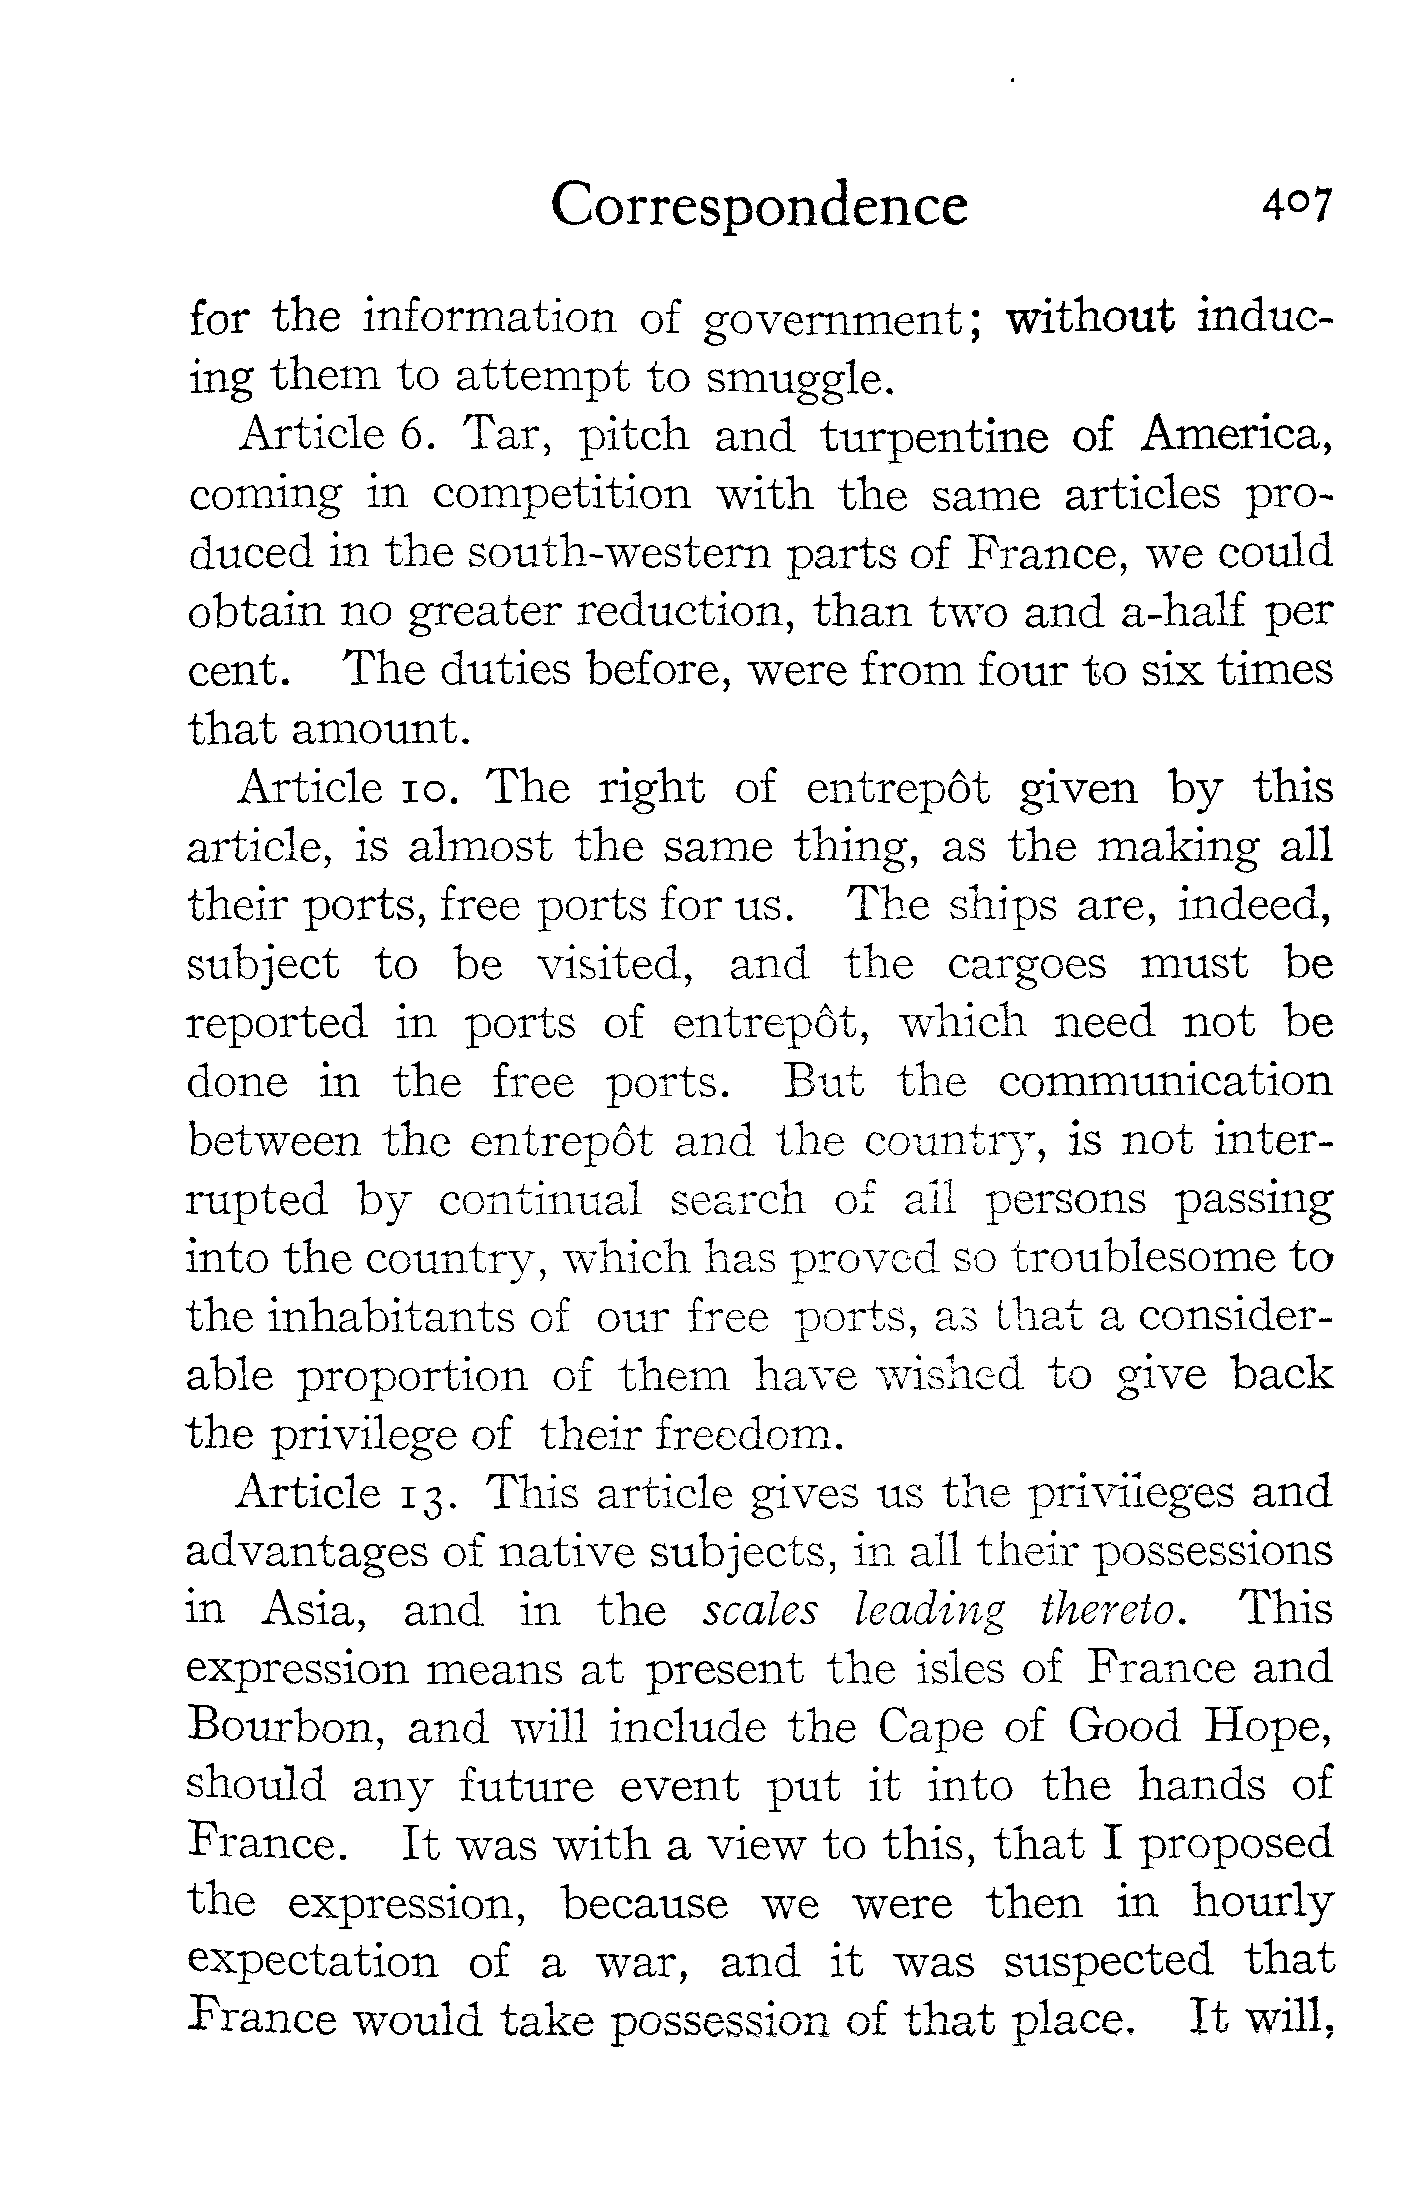 Correspondence 407
for the information of government; without induc-
ing them to attempt to smuggle.
Article 6. Tar, pitch and turpentine of America,
coming in competition with the same articles pro-
duced in the south-western parts of France, we could
obtain no greater reduction, than two and a-half per
cent. The duties before, were from four to six times
that amount.
Article 10. The right of entrepôt given by this
article, is almost the same thing, as the making all
their ports, free ports for us. The ships are, indeed,
subject to be visited, and the cargoes must be
reported in ports of entrepôt, which need not be
done in the free ports. But the communication
between the entrepôt and the country, is not inter-
rupted by continual search of all persons passing
into the country, which has proved so troublesome to
the inhabitants of our free ports, as that a consider-
able proportion of them have wished to give back
the privilege of their freedom.
Article 13. This article gives us the privileges and
advantages of native subjects, in all their possessions
in Asia, and in the scales leading thereto. This
expression means at present the isles of France and
Bourbon, and will include the Cape of Good Hope,
should any future event put it into the hands of
France. It was with a view to this, that I proposed
the expression, because we were then in hourly
expectation of a war, and it was suspected that
France would take possession of that place. It will,